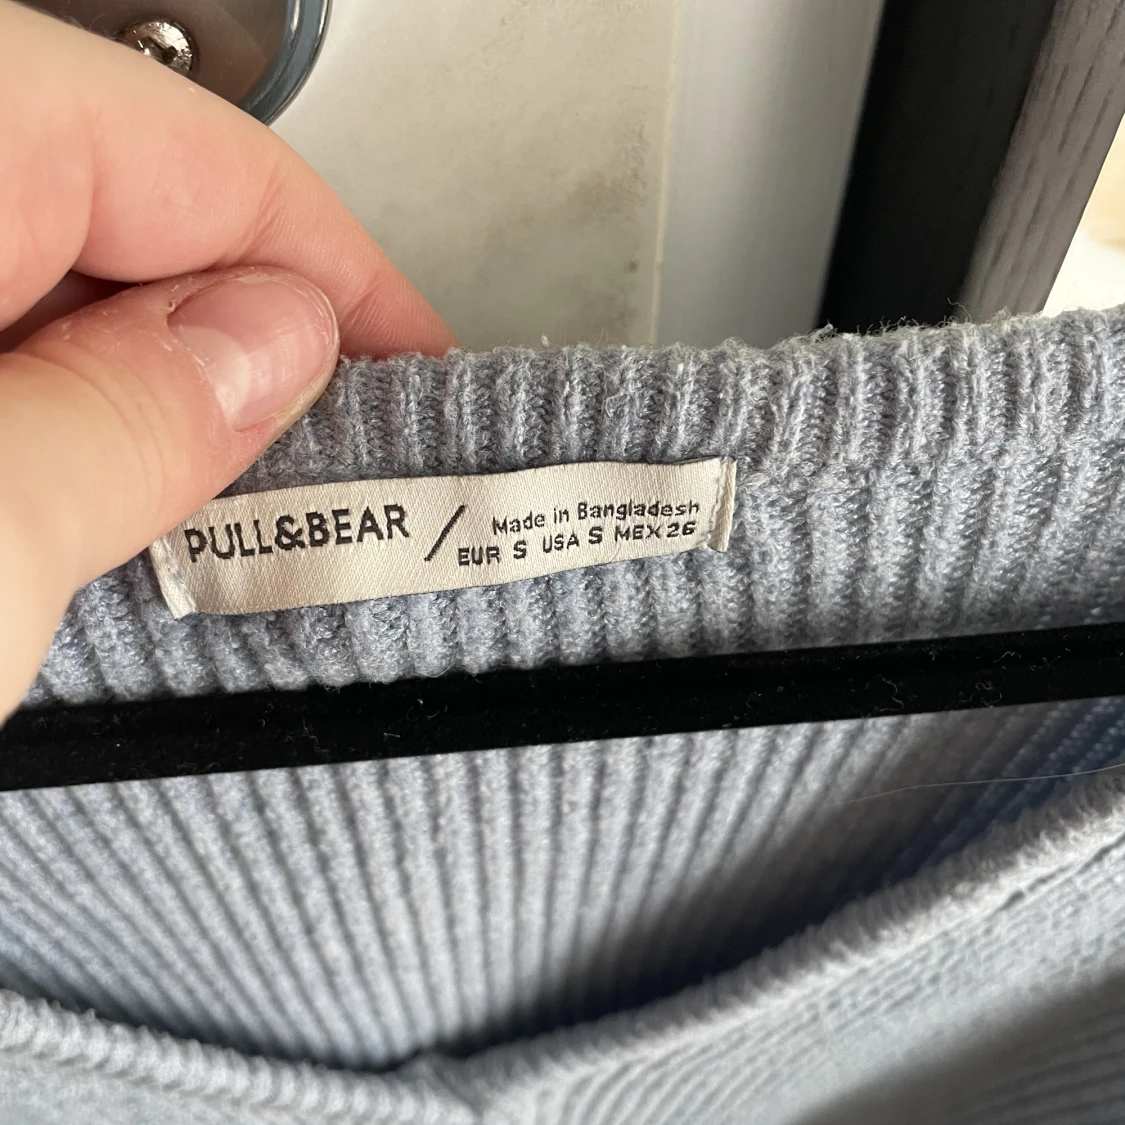 PULL&BEAR /
Made in Bangladesh
EUR S USA S MEX 26